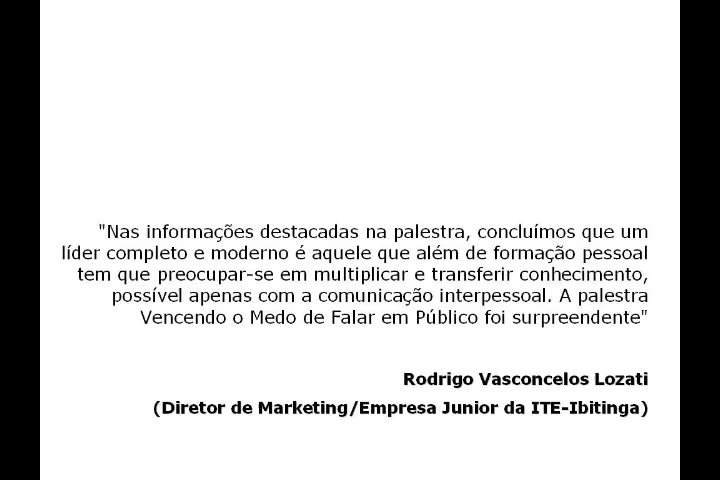 "Nas informações destacadas na palestra, concluímos que um
líder completo e moderno é aquele que além de formação pessoal
tem que preocupar-se em multiplicar e transferir conhecimento,
possível apenas com a comunicação interpessoal. A palestra
Vencendo o Medo de Falar em Público foi surpreendente"
Rodrigo Vasconcelos Lozati
(Diretor de Marketing/Empresa Junior da ITE-Ibitinga)